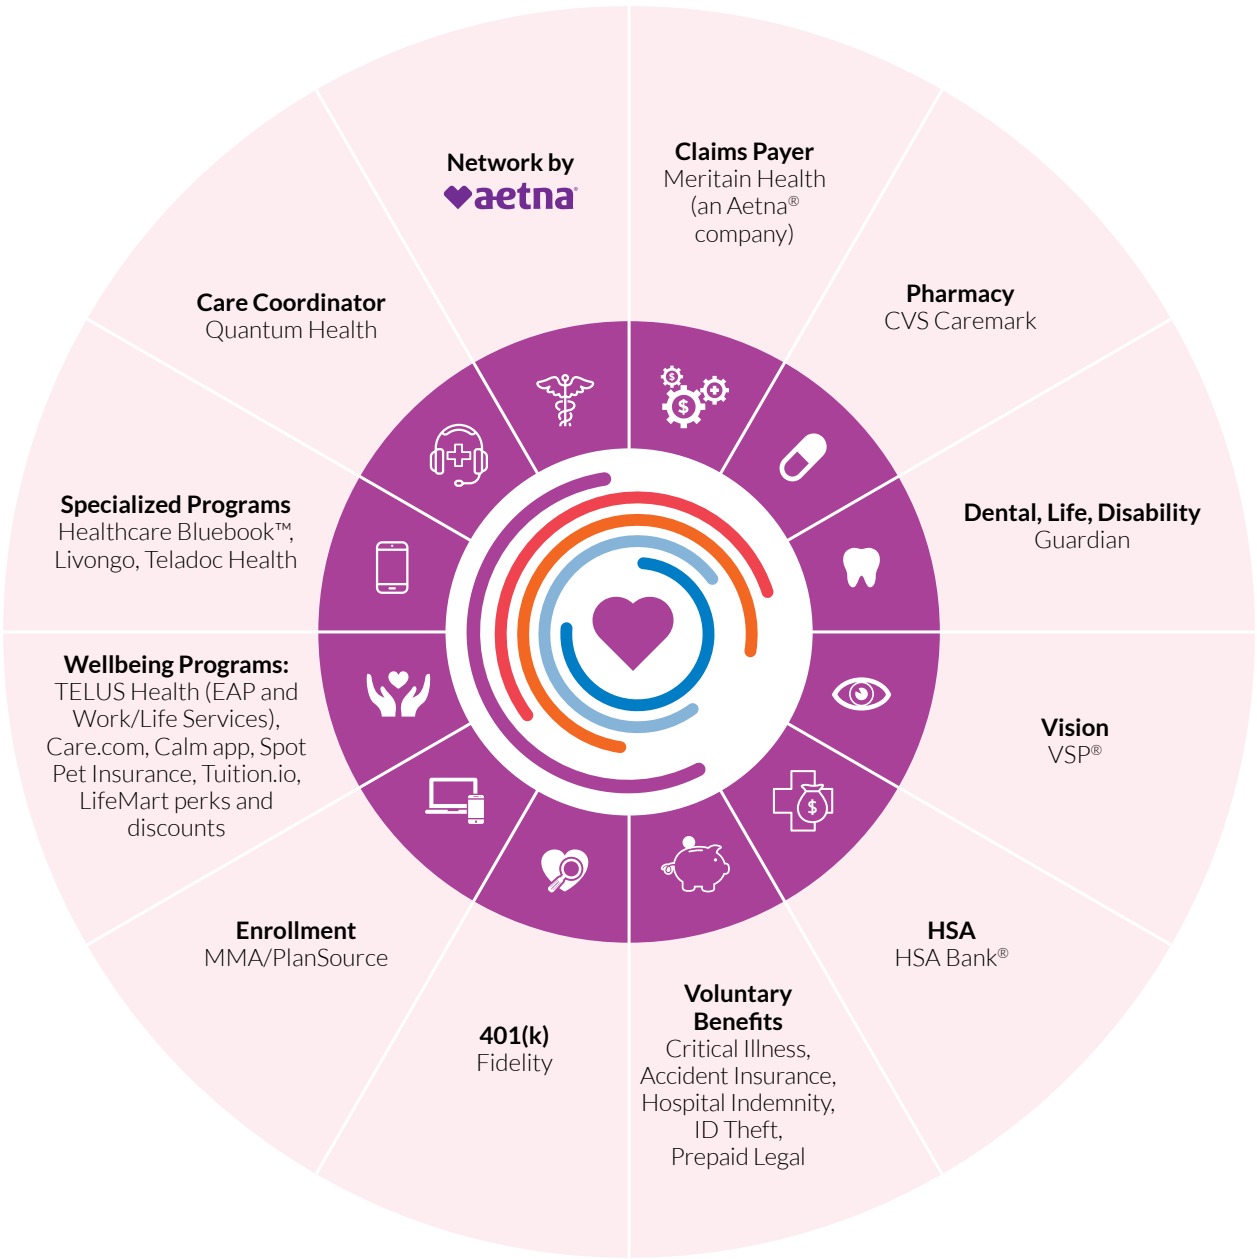 Network by
aetna®
Claims Payer
Meritain Health
(an Aetna®
company)
Pharmacy
CVS Caremark
Dental, Life, Disability
Guardian
Vision
VSP®
HSA
HSA Bank®
Voluntary
Benefits
Critical Illness,
Accident Insurance,
Hospital Indemnity,
ID Theft,
Prepaid Legal
401(k)
Fidelity
Enrollment
MMA/PlanSource
Wellbeing Programs:
TELUS Health (EAP and
Work/Life Services),
Care.com, Calm app, Spot
Pet Insurance, Tuition.io,
LifeMart perks and
discounts
Specialized Programs
Healthcare Bluebook™,
Livongo, Teladoc Health
Care Coordinator
Quantum Health
$
$
$